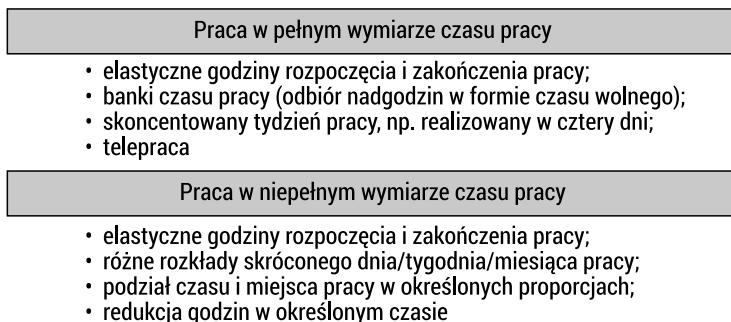 Praca w pełnym wymiarze czasu pracy
• elastyczne godziny rozpoczęcia i zakończenia pracy;
• banki czasu pracy (odbiór nadgodzin w formie czasu wolnego);
• skoncentowany tydzień pracy, np. realizowany w cztery dni;
• telepraca
Praca w niepełnym wymiarze czasu pracy
• elastyczne godziny rozpoczęcia i zakończenia pracy;
• różne rozkłady skróconego dnia/tygodnia/miesiąca pracy;
• podział czasu i miejsca pracy w określonych proporcjach;
• redukcja godzin w określonym czasie